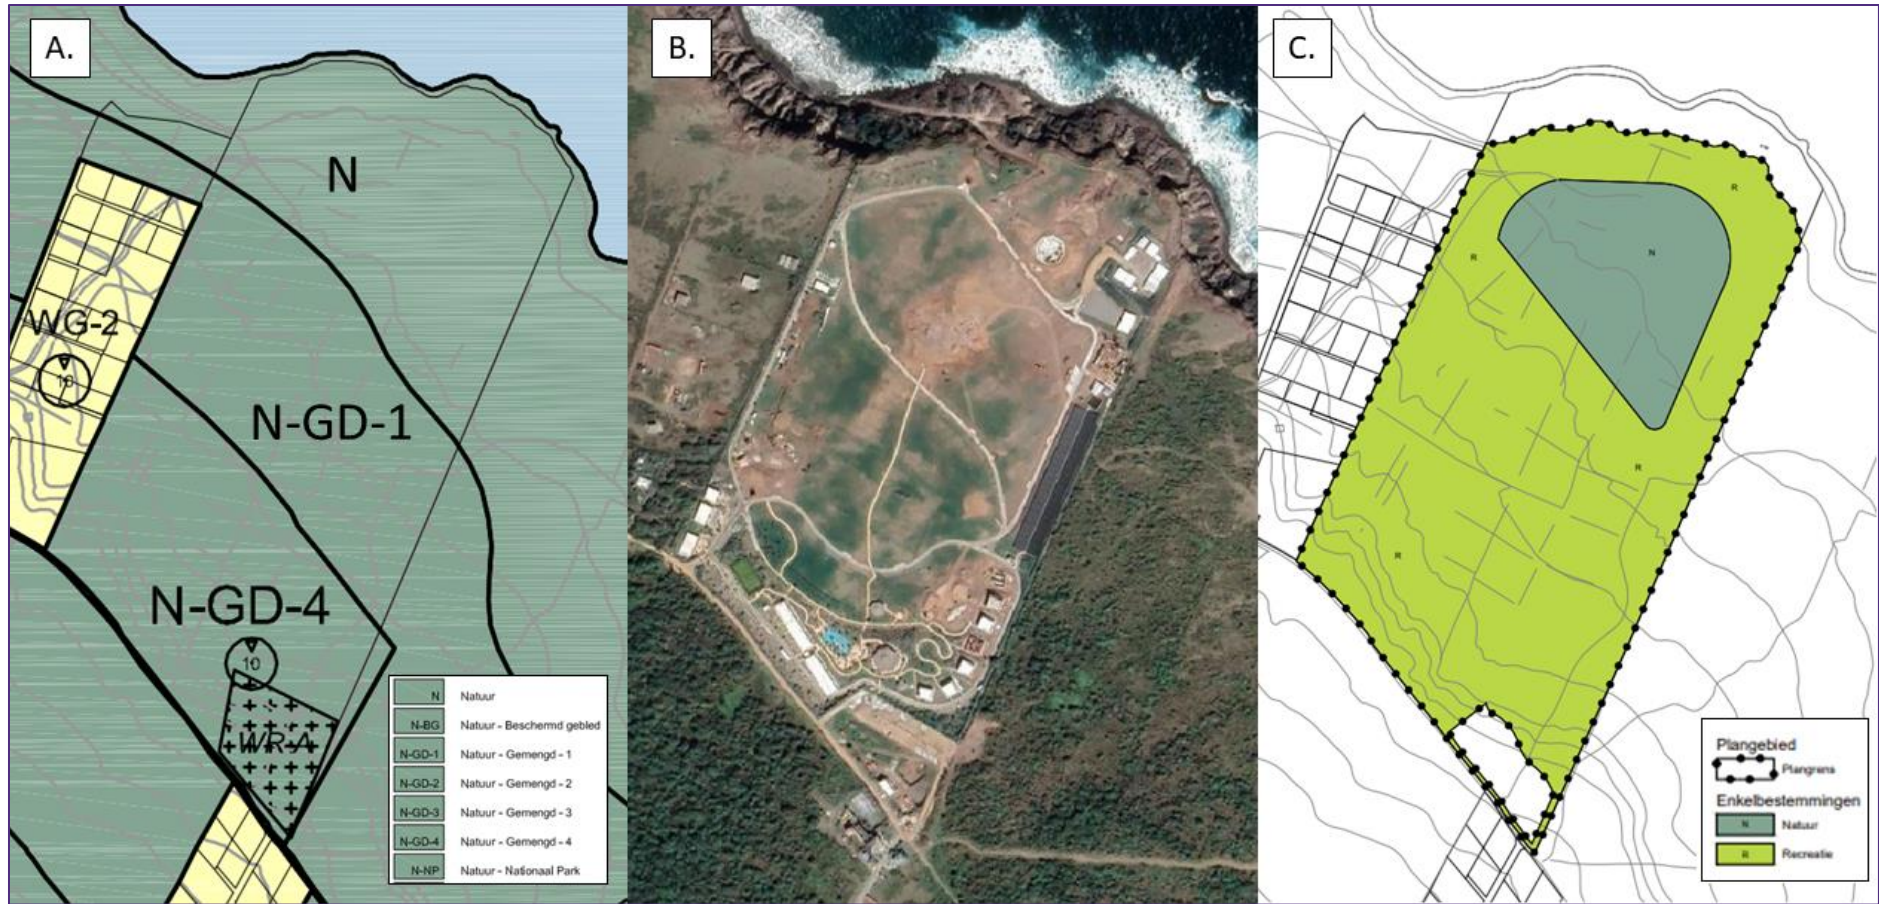 A.
N
WG-2
10
N-GD-1
N-GD-4
10
WR-A
N Natuur
N-BG Natuur - Beschermd gebied
N-GD-1 Natuur - Gemengd - 1
N-GD-2 Natuur - Gemengd - 2
N-GD-3 Natuur - Gemengd - 3
N-GD-4 Natuur - Gemengd - 4
N-NP Natuur - Nationaal Park
B.
C.
R
R
N
R
R
Plangebied
Plangrens
Enkelbestemmingen
N Natuur
R Recreatie